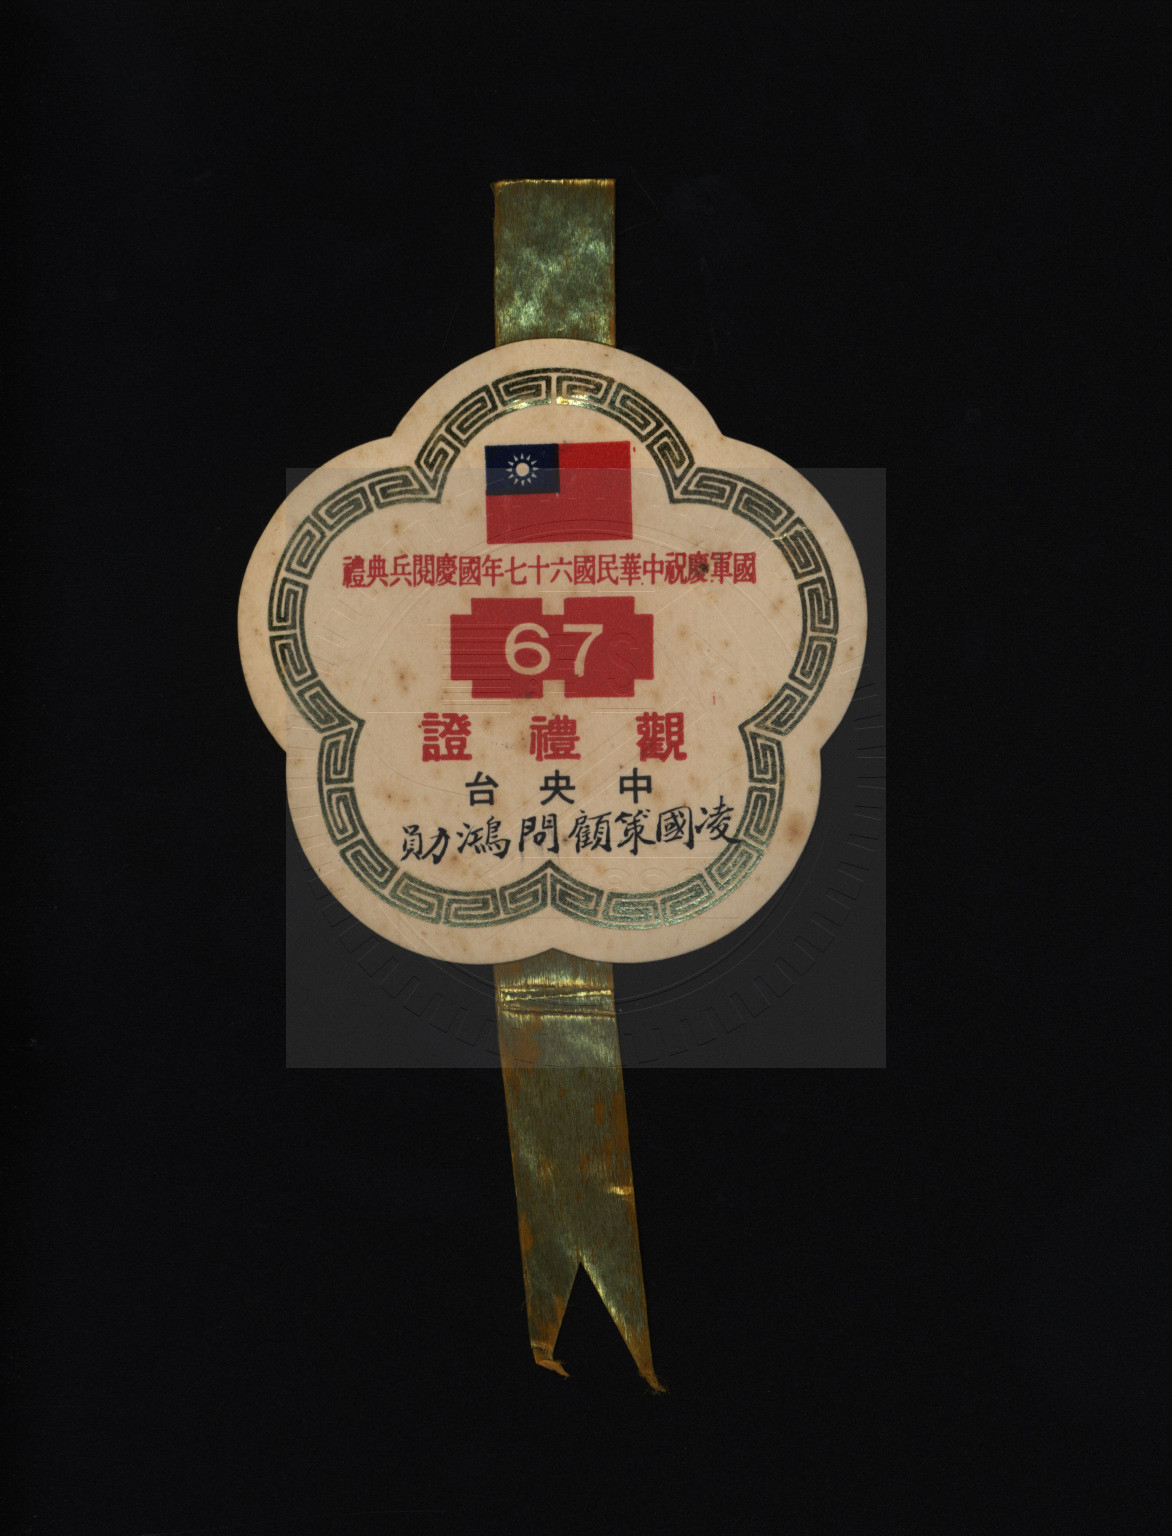 國軍慶祝中華民國六十七年國慶閱兵典禮
67
觀禮證
中央台
凌國策顧問鴻勛